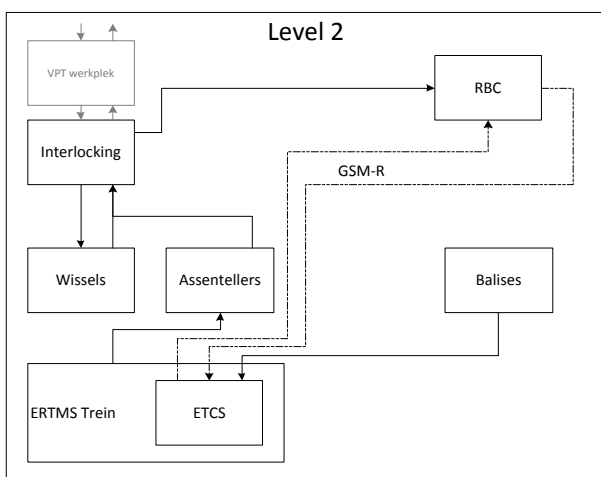 Level 2
VPT werkplek
RBC
Interlocking
GSM-R
Wissels
Assentellers
Balises
ERTMS Trein
ETCS